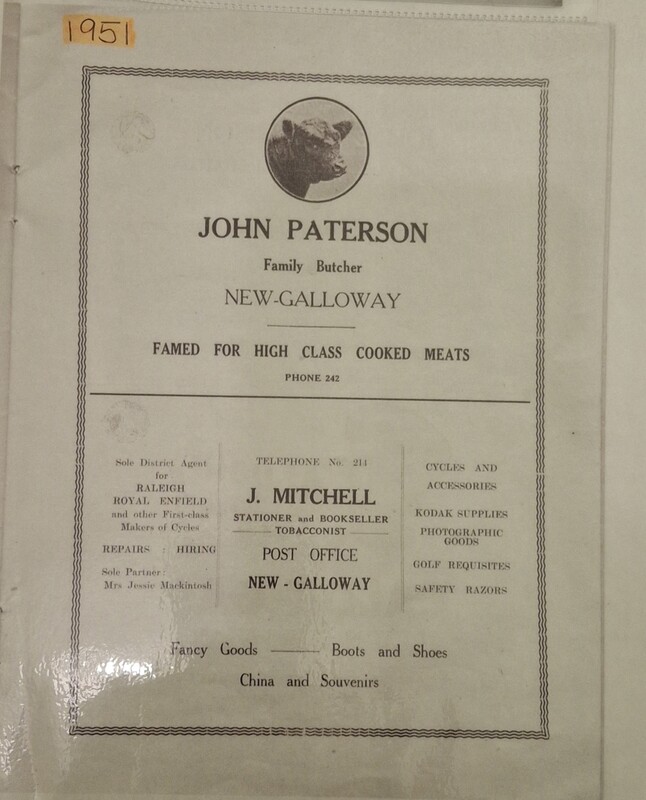 1951
JOHN PATERSON
Family Butcher
NEW-GALLOWAY
FAMED FOR HIGH CLASS COOKED MEATS
PHONE 242
Sole District Agent
for
RALEIGH
ROYAL ENFIELD
and other First-class
Makers of Cycles
REPAIRS : HIRING
Sole Partner:
Mrs Jessie Mackintosh
TELEPHONE No. 214
J. MITCHELL
STATIONER and BOOKSELLER
TOBACCONIST
POST OFFICE
NEW - GALLOWAY
CYCLES AND
ACCESSORIES
KODAK SUPPLIES
PHOTOGRAPHIC
GOODS
GOLF REQUISITES
SAFETY RAZORS
Fancy Goods —— Boots and Shoes
China and Souvenirs